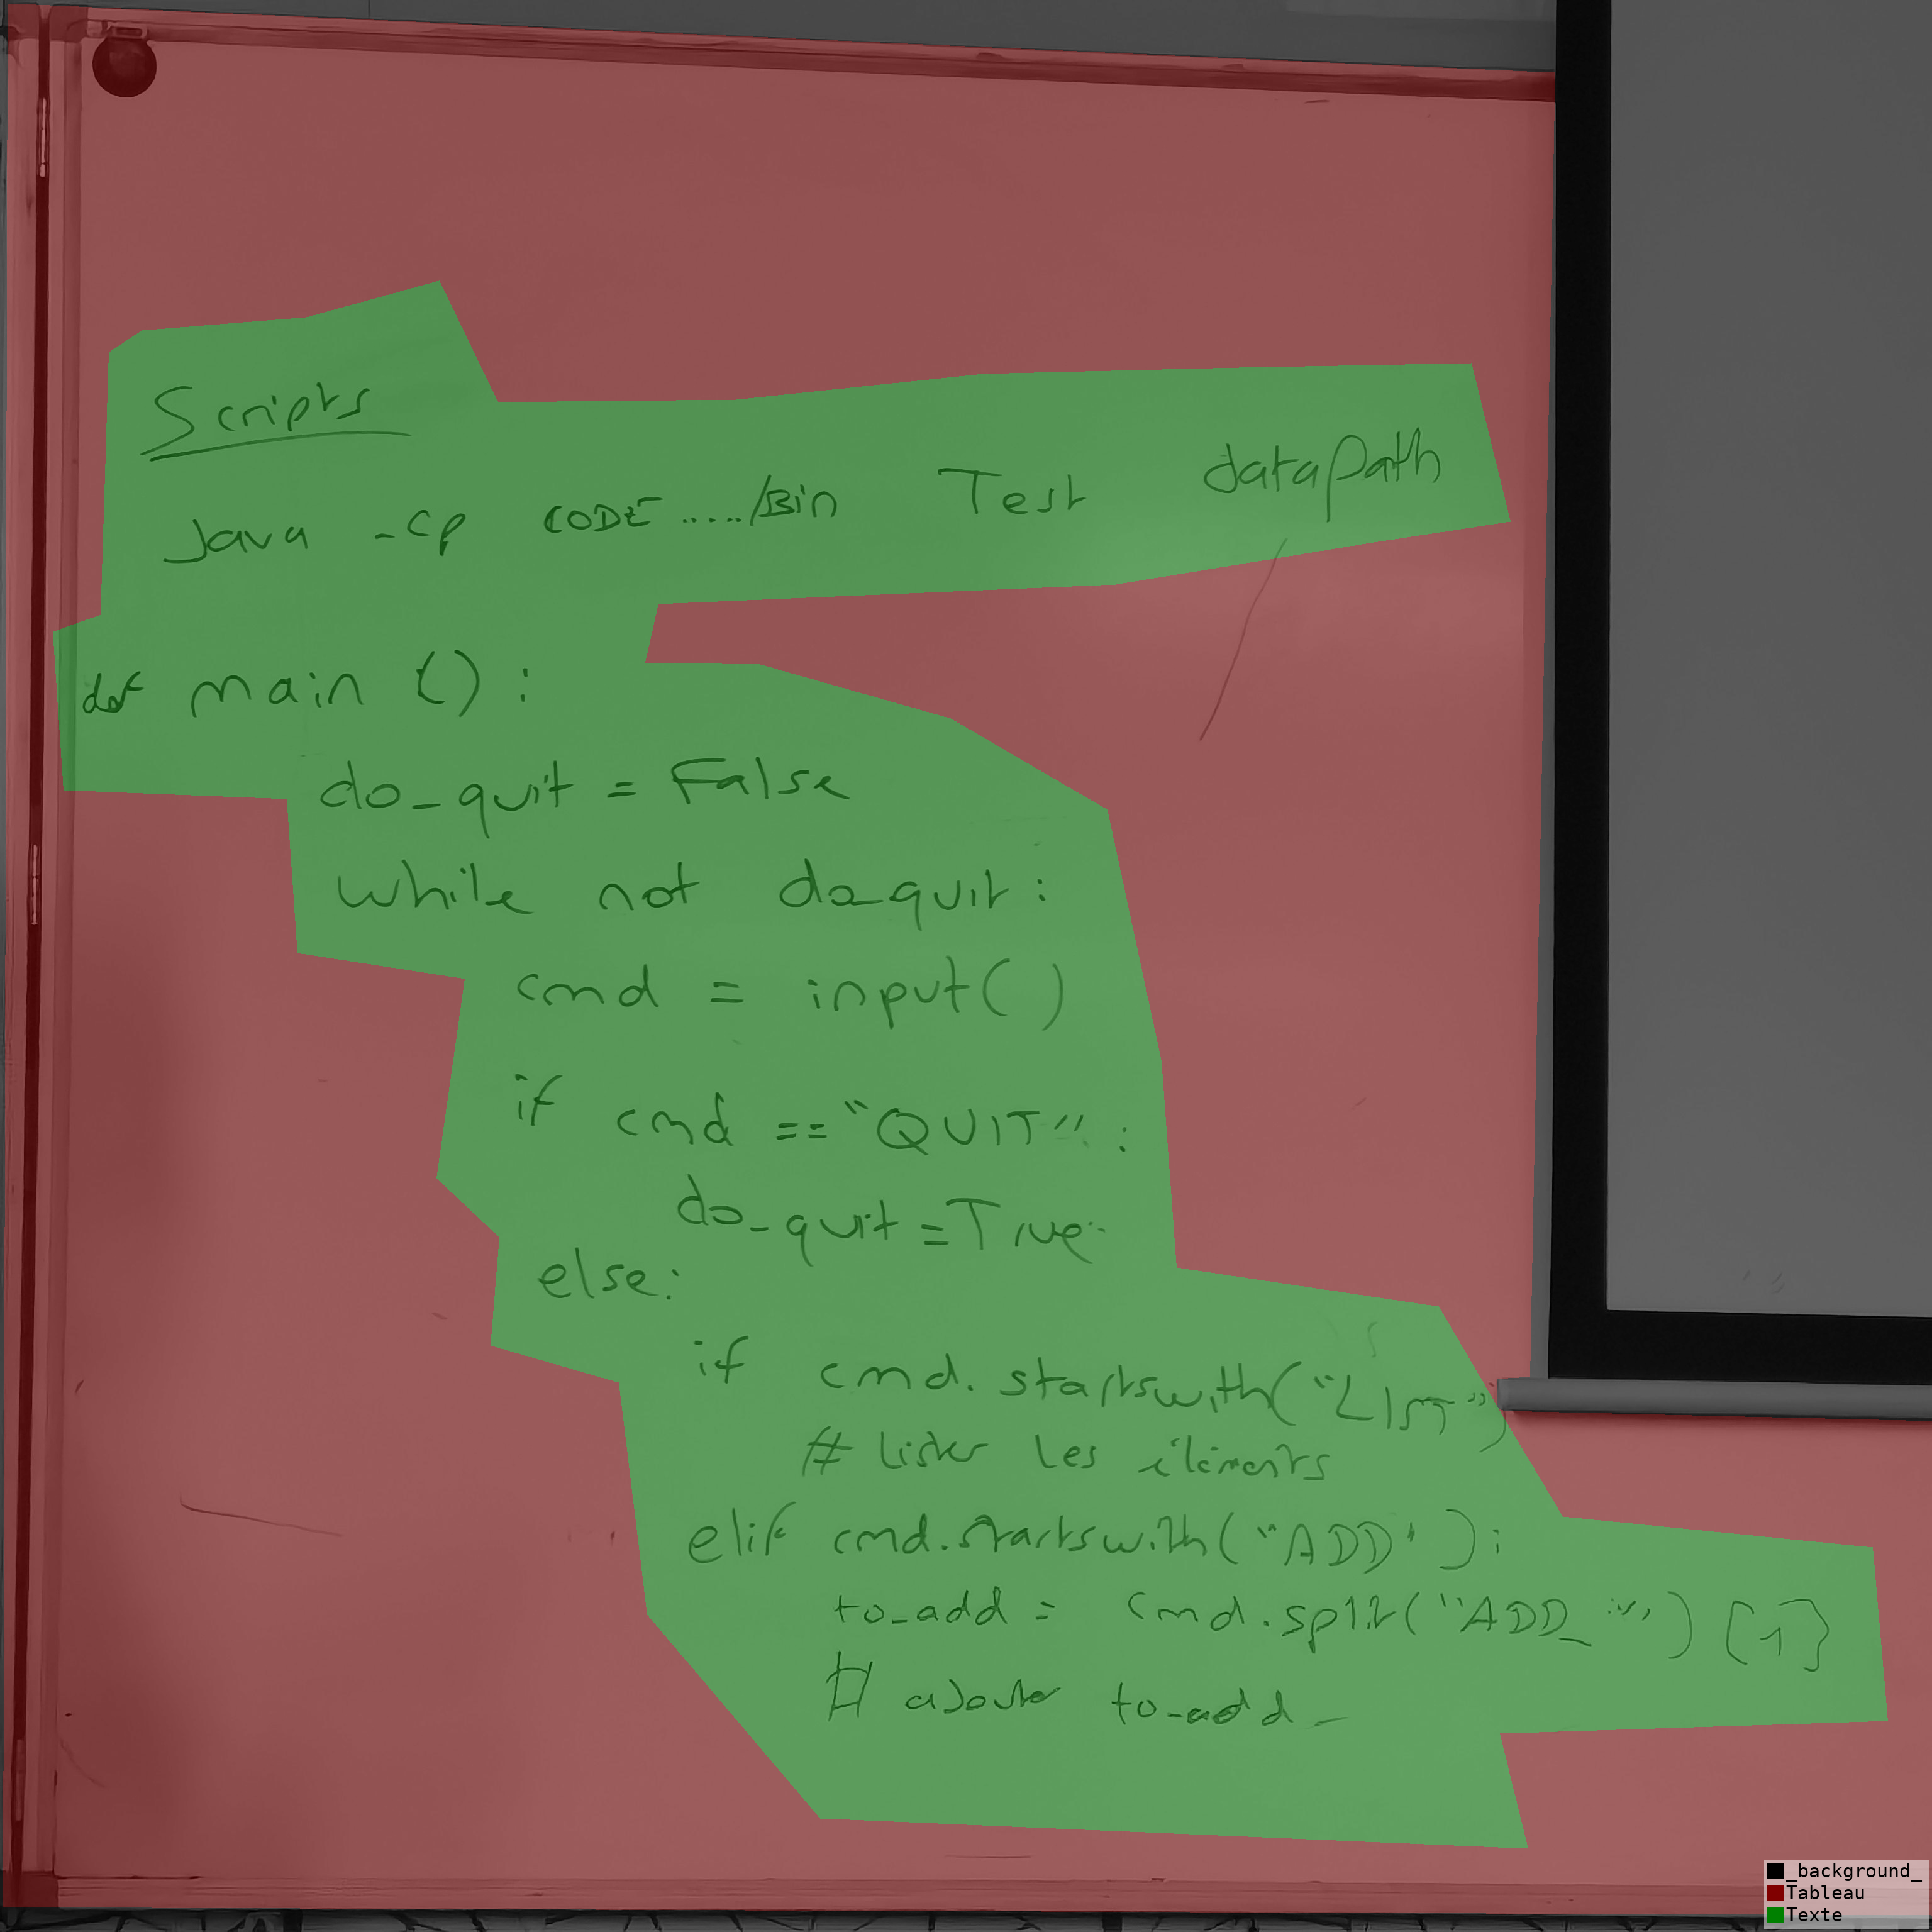 Scripts
Java -cp CODE...../Bin Test dataPath
def main ():
do_quit = False
while not do_quit:
cmd = input()
if cmd == "QUIT":
do_quit = True
else:
if cmd.startswith("LIST")
# Lister les éléments
elif cmd.startswith("ADD"):
to_add = cmd.split("ADD_")[1]
# ajouter to_add
_background_
Tableau
Texte